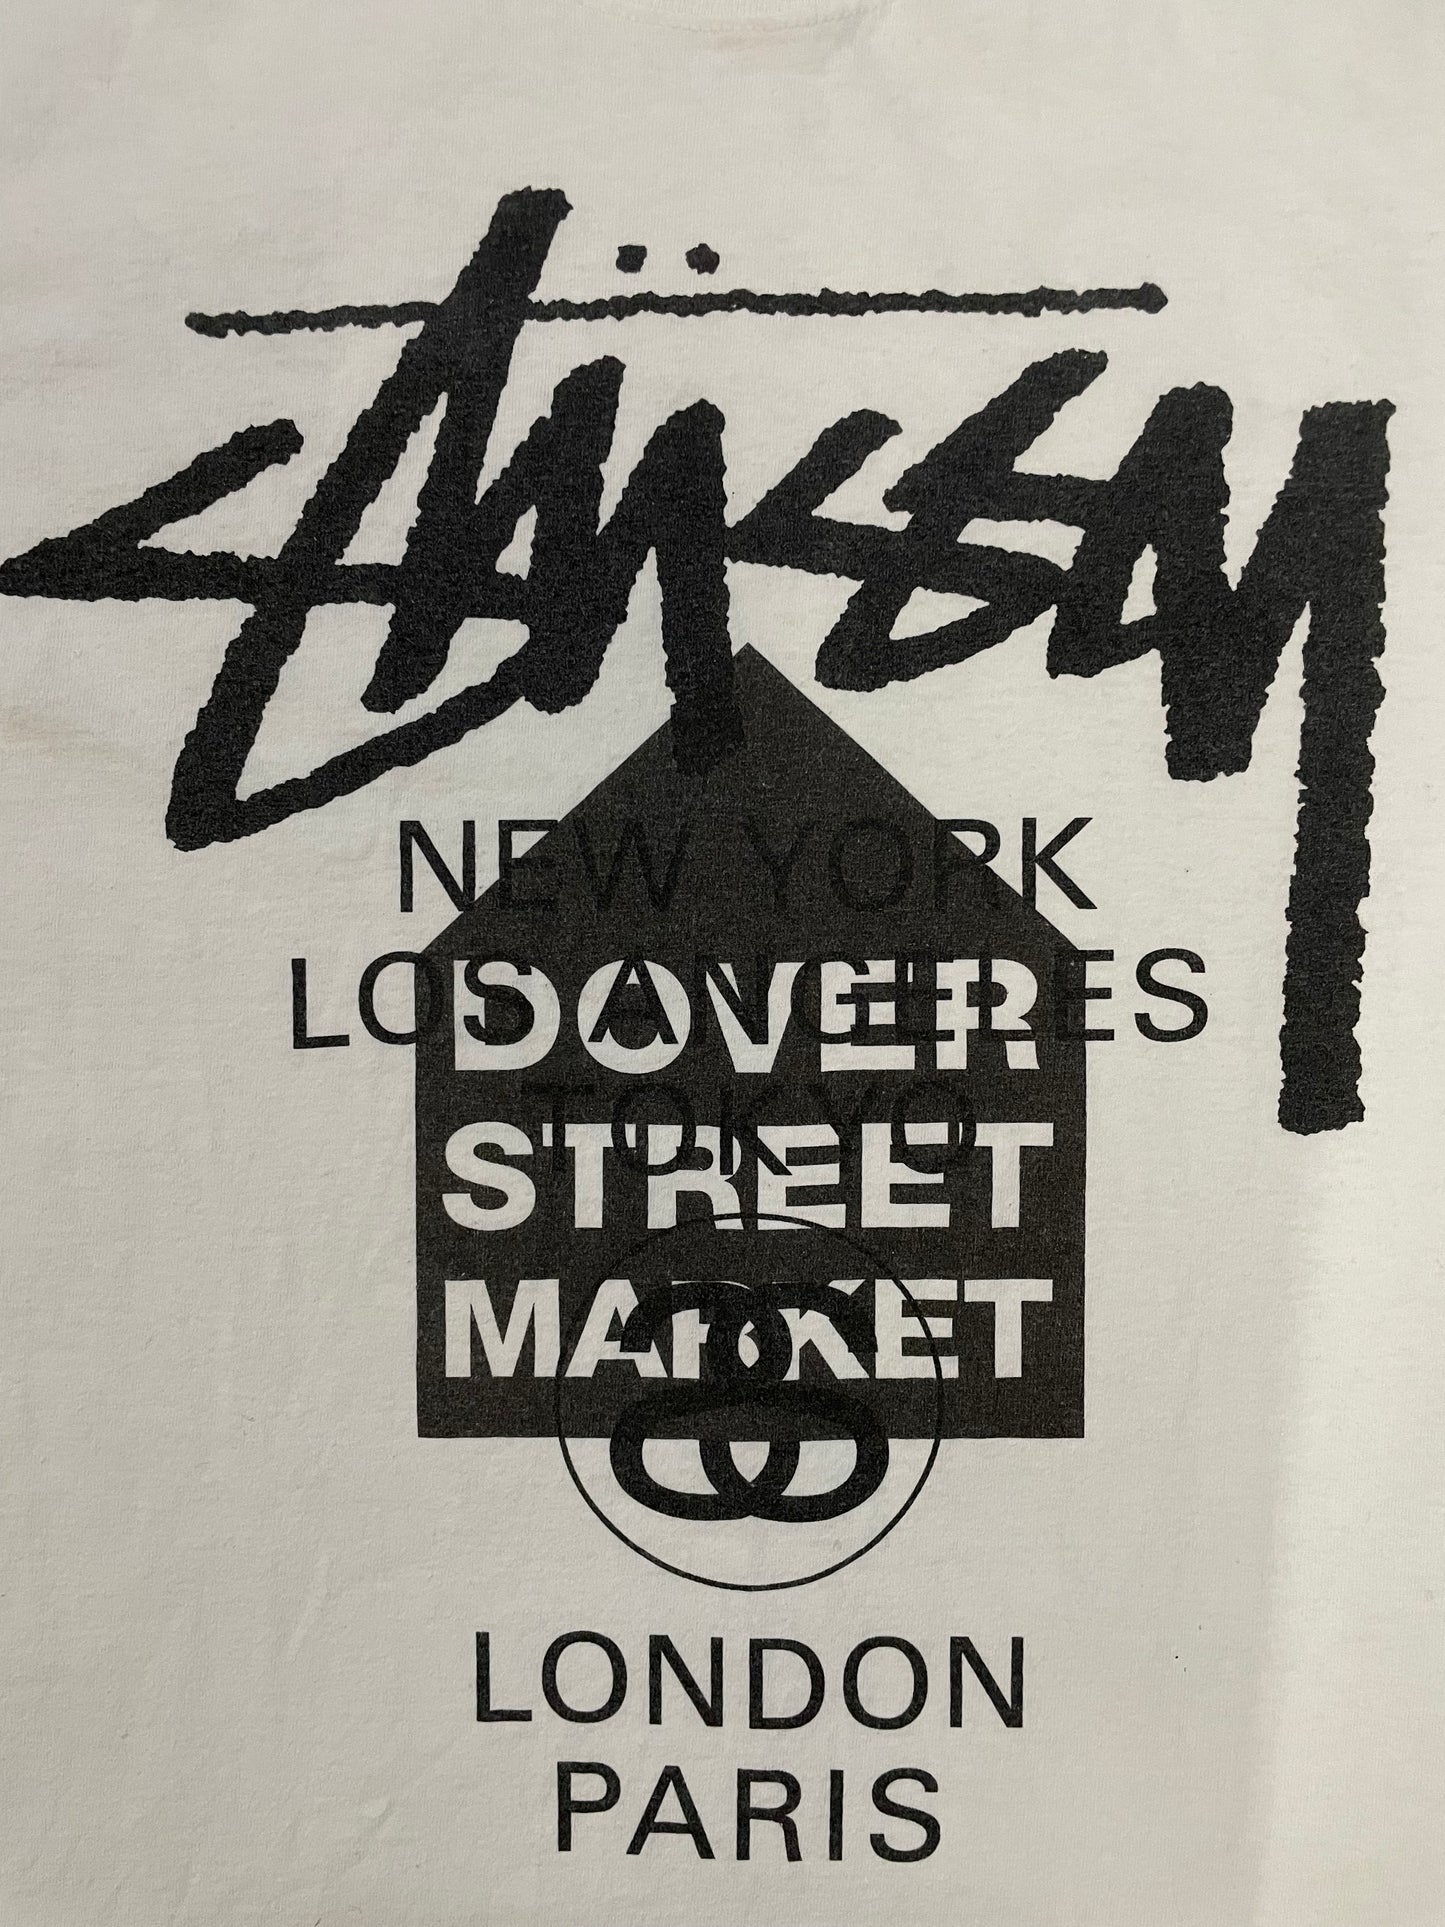 Stüssy
NEW YORK
LOS ANGELES
DOVER
TOKYO
STREET
MARKET
LONDON
PARIS